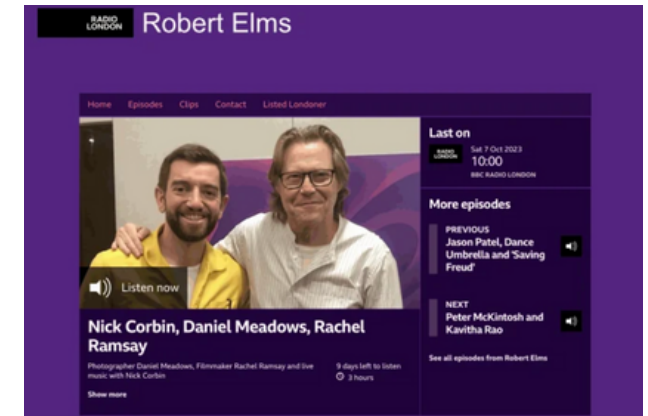 RADIO
LONDON
Robert Elms
Home Episodes Clips Contact Listed Londoner
Listen now
Nick Corbin, Daniel Meadows, Rachel
Ramsay
Photographer Daniel Meadows, Filmmaker Rachel Ramsay and live
music with Nick Corbin
Show more
9 days left to listen
3 hours
Last on
RADIO
LONDON
Sat 7 Oct 2023
10:00
BBC RADIO LONDON
More episodes
PREVIOUS
Jason Patel, Dance
Umbrella and 'Saving
Freud'
NEXT
Peter McKintosh and
Kavitha Rao
See all episodes from Robert Elms